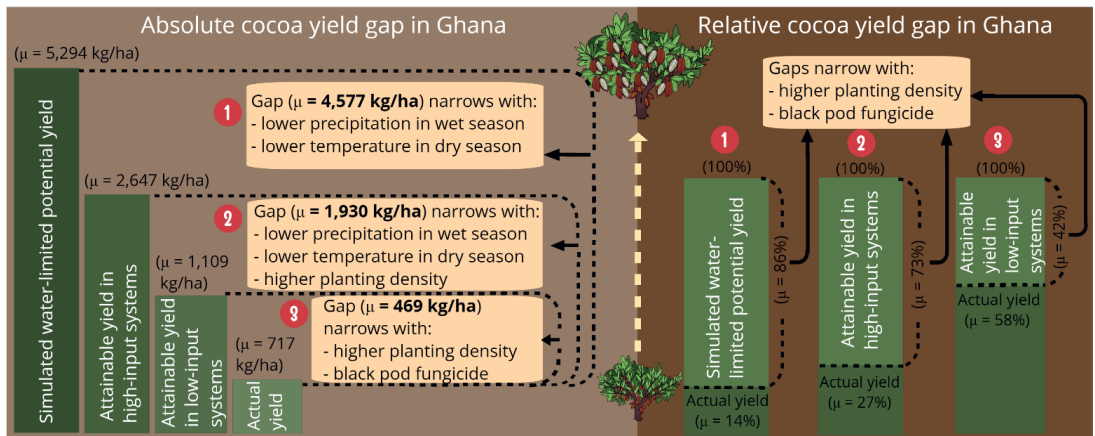 Absolute cocoa yield gap in Ghana
(μ = 5,294 kg/ha)
Simulated water-limited potential yield
1
Gap (μ = 4,577 kg/ha) narrows with:
- lower precipitation in wet season
- lower temperature in dry season
(μ = 2,647 kg/ha)
Attainable yield in
high-input systems
2
Gap (μ = 1,930 kg/ha) narrows with:
- lower precipitation in wet season
- lower temperature in dry season
- higher planting density
(μ = 1,109
kg/ha)
Attainable yield
in low-input
systems
3
Gap (μ = 469 kg/ha)
narrows with:
- higher planting density
- black pod fungicide
(μ = 717
kg/ha)
Actual
yield
Relative cocoa yield gap in Ghana
Gaps narrow with:
- higher planting density
- black pod fungicide
1
(100%)
Simulated water-
limited potential yield
(μ = 86%)
Actual yield
(μ = 14%)
2
(100%)
Attainable yield in
high-input systems
(μ = 73%)
Actual yield
(μ = 27%)
3
(100%)
Attainable
yield in
low-input
systems
(μ = 42%)
Actual yield
(μ = 58%)